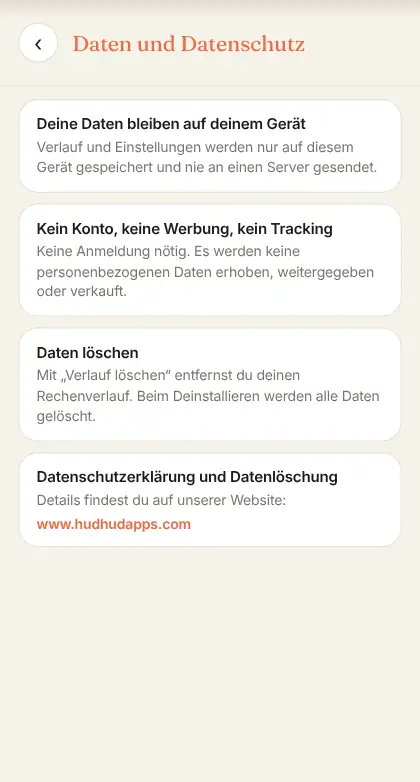 Daten und Datenschutz
Deine Daten bleiben auf deinem Gerät
Verlauf und Einstellungen werden nur auf diesem
Gerät gespeichert und nie an einen Server gesendet.
Kein Konto, keine Werbung, kein Tracking
Keine Anmeldung nötig. Es werden keine
personenbezogenen Daten erhoben, weitergegeben
oder verkauft.
Daten löschen
Mit „Verlauf löschen“ entfernst du deinen
Rechenverlauf. Beim Deinstallieren werden alle Daten
gelöscht.
Datenschutzerklärung und Datenlöschung
Details findest du auf unserer Website:
www.hudhudapps.com